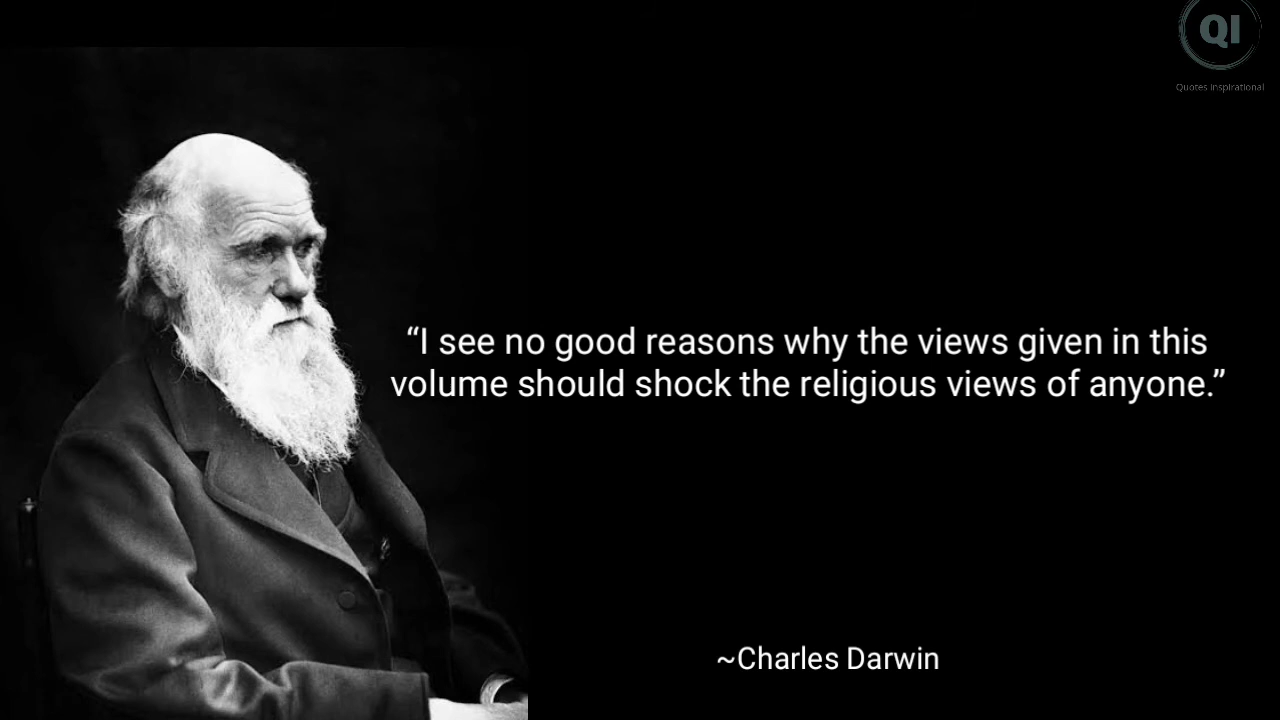 QI
Quotes Inspirational
“I see no good reasons why the views given in this
volume should shock the religious views of anyone.”
~Charles Darwin